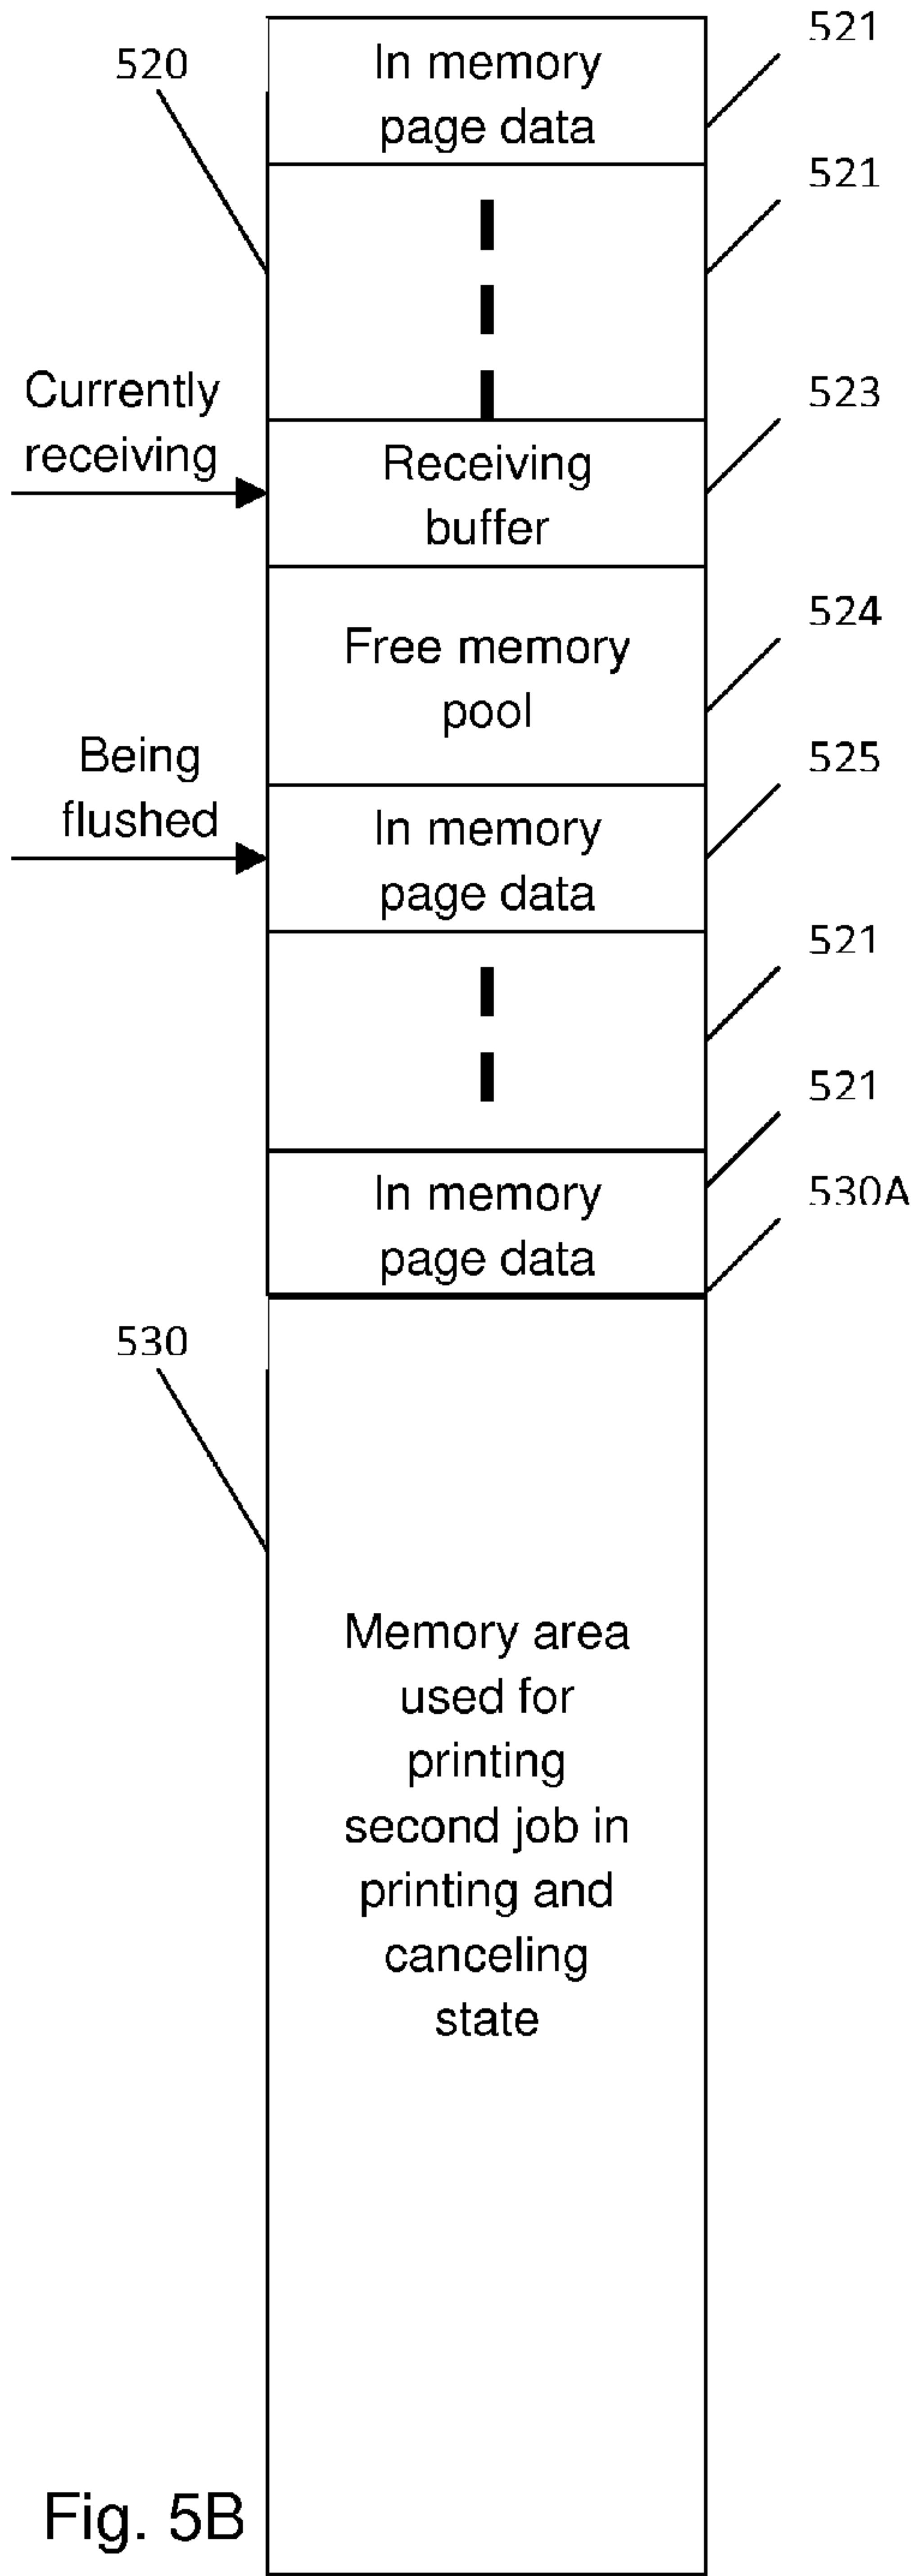 521
In memory
page data
520
521
Currently
receiving
523
Receiving
buffer
524
Free memory
pool
525
Being
flushed
In memory
page data
521
521
530A
In memory
page data
530
Memory area
used for
printing
second job in
printing and
canceling
state
Fig. 5B